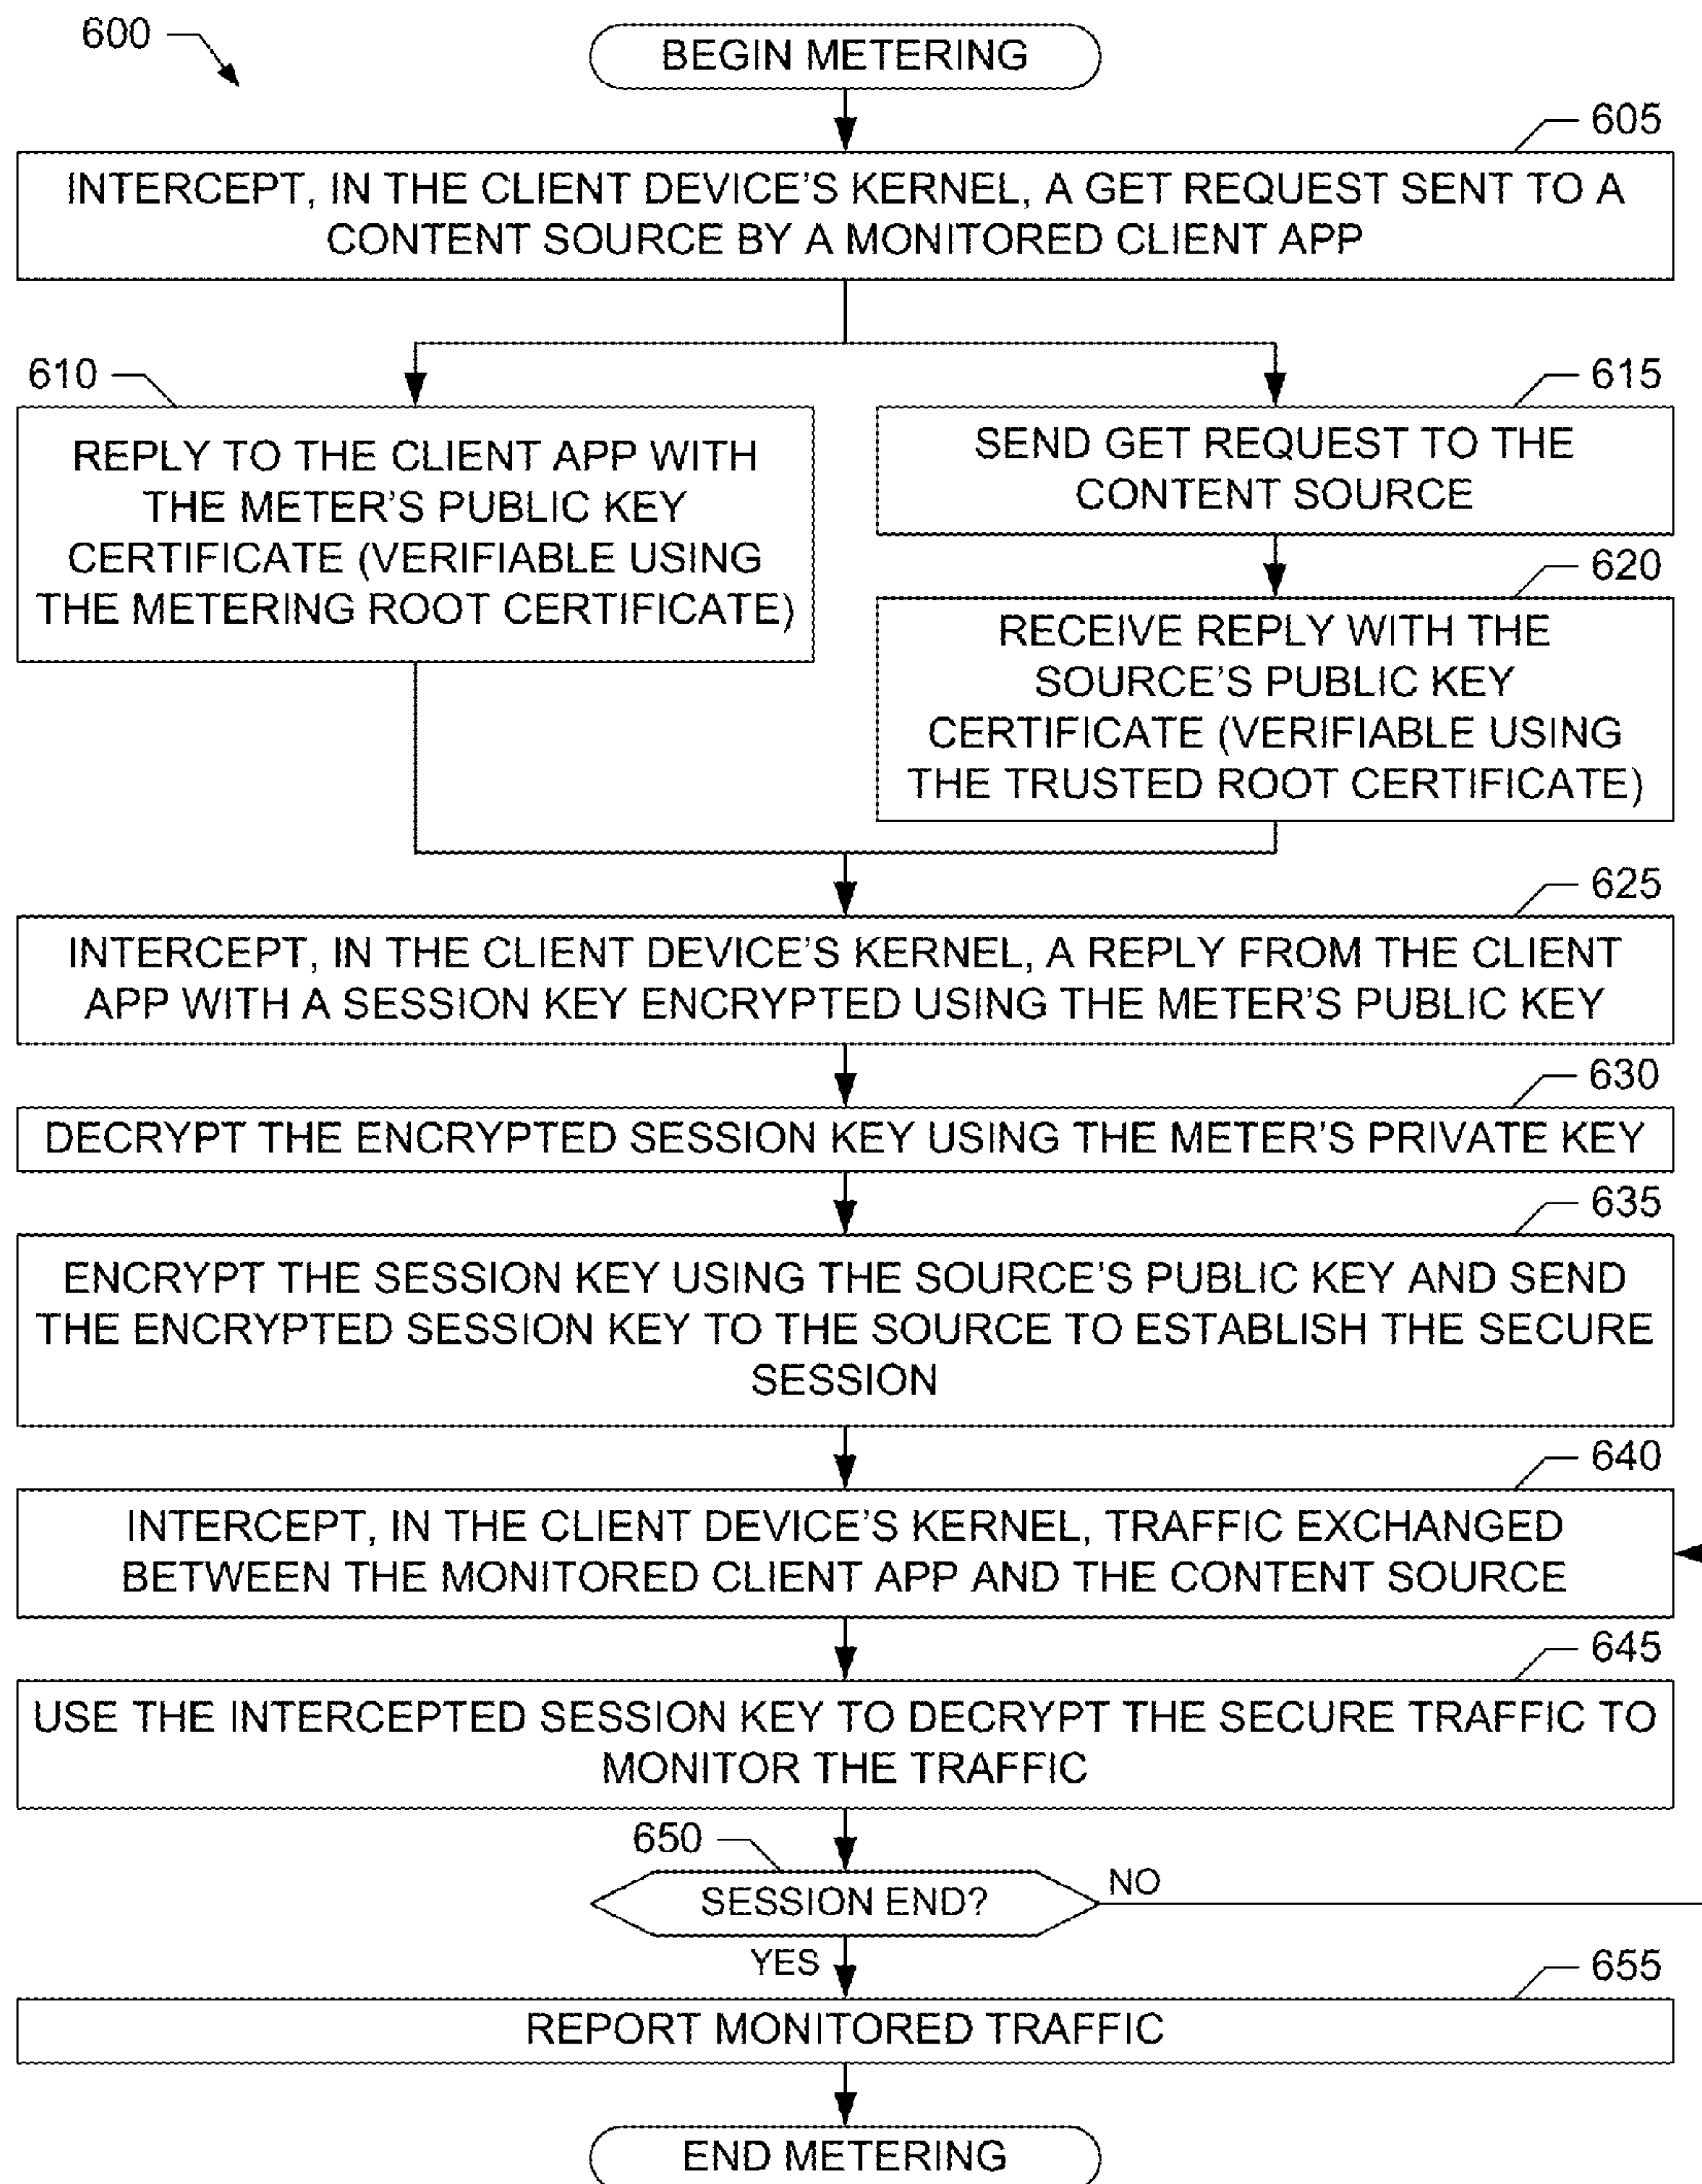 600
BEGIN METERING
605
INTERCEPT, IN THE CLIENT DEVICE'S KERNEL, A GET REQUEST SENT TO A
CONTENT SOURCE BY A MONITORED CLIENT APP
610
REPLY TO THE CLIENT APP WITH
THE METER'S PUBLIC KEY
CERTIFICATE (VERIFIABLE USING
THE METERING ROOT CERTIFICATE)
615
SEND GET REQUEST TO THE
CONTENT SOURCE
620
RECEIVE REPLY WITH THE
SOURCE'S PUBLIC KEY
CERTIFICATE (VERIFIABLE USING
THE TRUSTED ROOT CERTIFICATE)
625
INTERCEPT, IN THE CLIENT DEVICE'S KERNEL, A REPLY FROM THE CLIENT
APP WITH A SESSION KEY ENCRYPTED USING THE METER'S PUBLIC KEY
630
DECRYPT THE ENCRYPTED SESSION KEY USING THE METER'S PRIVATE KEY
635
ENCRYPT THE SESSION KEY USING THE SOURCE'S PUBLIC KEY AND SEND
THE ENCRYPTED SESSION KEY TO THE SOURCE TO ESTABLISH THE SECURE
SESSION
640
INTERCEPT, IN THE CLIENT DEVICE'S KERNEL, TRAFFIC EXCHANGED
BETWEEN THE MONITORED CLIENT APP AND THE CONTENT SOURCE
645
USE THE INTERCEPTED SESSION KEY TO DECRYPT THE SECURE TRAFFIC TO
MONITOR THE TRAFFIC
650
SESSION END?
NO
YES
655
REPORT MONITORED TRAFFIC
END METERING